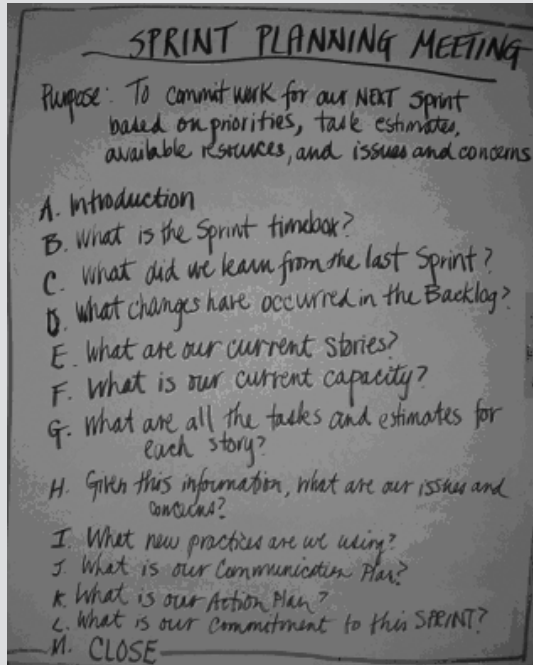 SPRINT PLANNING MEETING
Purpose: To commit work for our NEXT Sprint
based on priorities, task estimates,
available resources, and issues and concerns
A. Introduction
B. What is the Sprint timebox?
C. What did we learn from the last Sprint?
D. What changes have occurred in the Backlog?
E. What are our current stories?
F. What is our current capacity?
G. What are all the tasks and estimates for
each story?
H. Given this information, what are our issues and
concerns?
I. What new practices are we using?
J. What is our Communication Plan?
K. What is our Action Plan?
L. What is our Commitment to this SPRINT?
M. CLOSE